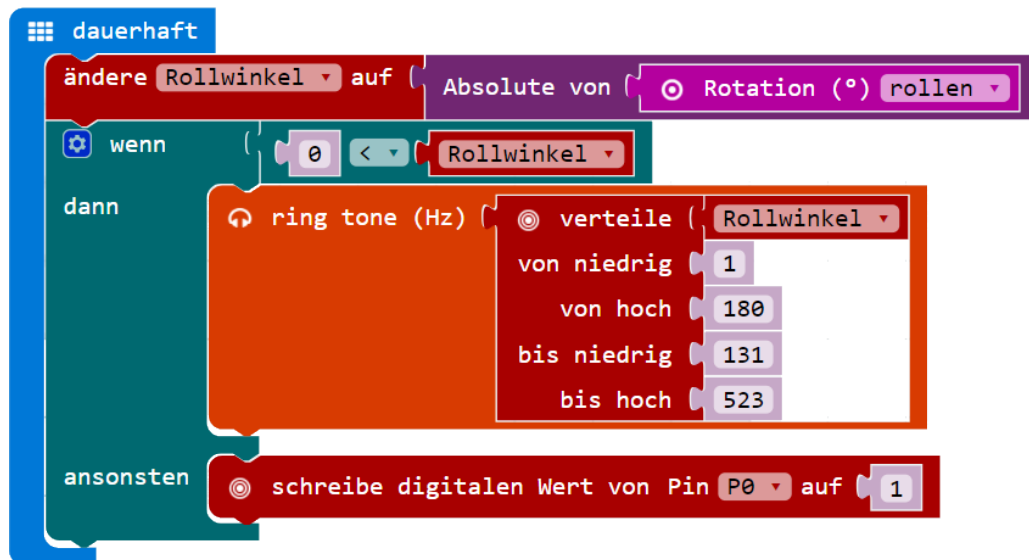 dauerhaft
ändere Rollwinkel auf Absolute von Rotation (°) rollen
wenn 0 < Rollwinkel
dann ring tone (Hz) verteile Rollwinkel
von niedrig 1
von hoch 180
bis niedrig 131
bis hoch 523
ansonsten schreibe digitalen Wert von Pin P0 auf 1